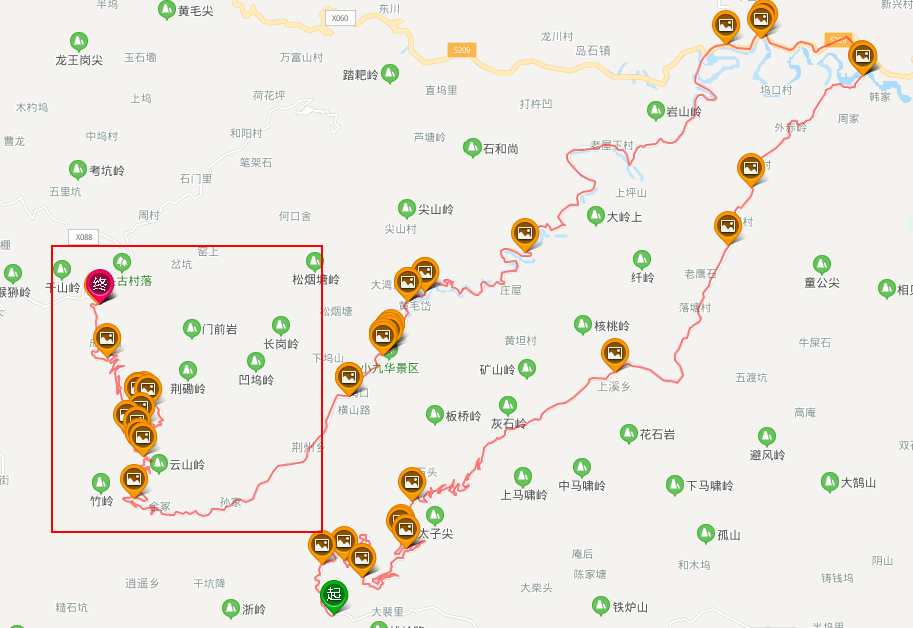 半坞
黄毛尖
东川
X060
新兴村
龙川村
S209
岛石镇
龙王岗尖
玉石墈
万富山村
踏耙岭
直坞里
坞口村
韩家
荷花坪
上坞
木杓坞
打杵凹
岩山岭
周家
外赤岭
中坞村
和阳村
芦塘岭
曹龙
石和尚
老屋下村
笔架石
考坑岭
石门里
五里坑
上坪山
周村
何口舍
尖山岭
大岭上
尖山村
X088
棚
窑上
岔坑
松烟塘岭
纤岭
老鹰石
童公尖
千山岭
古村落
猴狮岭
大湾
庄屋
黄毛岱
落塘村
松烟塘
门前岩
长岗岭
核桃岭
黄坦村
牛屎石
下坞山
凹坞岭
荆磡岭
小九华景区
矿山岭
上溪乡
五渡坑
横山路
板桥岭
灰石岭
高庵
荆州乡
花石岩
避风岭
云山岭
石头
上马啸岭
中马啸岭
下马啸岭
大鹄山
竹岭
孙家
太子尖
孤山
庵后
和木坞
阴山
陈家塘
铸钱坞
逍遥乡
干坑降
大柴头
终
起
糙石坑
浙岭
大裴里
铁炉山